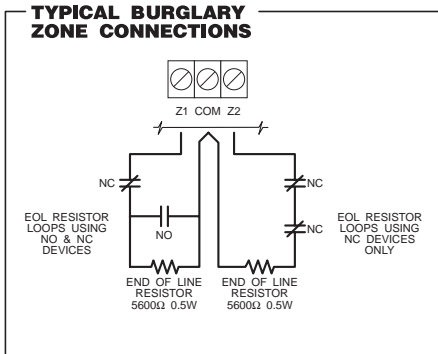 TYPICAL BURGLARY
ZONE CONNECTIONS
Z1 COM Z2
NC
NO
EOL RESISTOR
LOOPS USING
NO & NC
DEVICES
END OF LINE
RESISTOR
5600Ω 0.5W
END OF LINE
RESISTOR
5600Ω 0.5W
NC
NC
EOL RESISTOR
LOOPS USING
NC DEVICES
ONLY